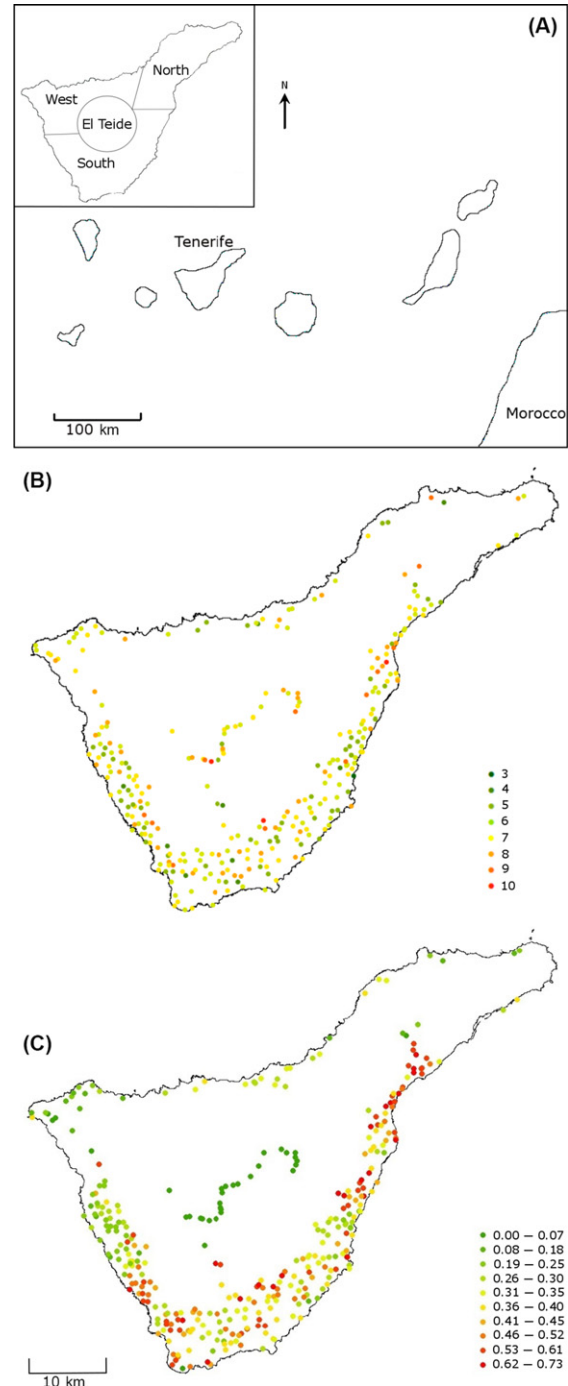 (A)
North
West
El Teide
South
N
Tenerife
Morocco
100 km
(B)
3
4
5
6
7
8
9
10
(C)
0.00 – 0.07
0.08 – 0.18
0.19 – 0.25
0.26 – 0.30
0.31 – 0.35
0.36 – 0.40
0.41 – 0.45
0.46 – 0.52
0.53 – 0.61
0.62 – 0.73
10 km